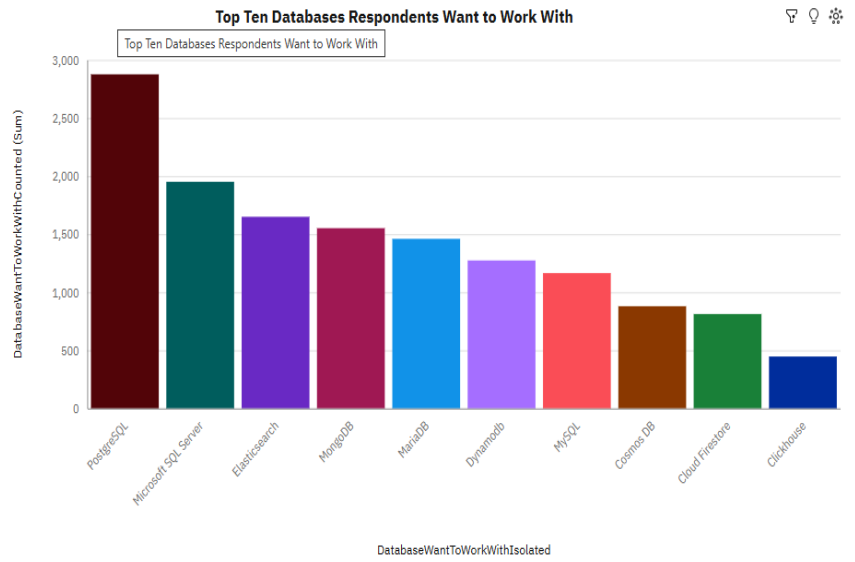 Top Ten Databases Respondents Want to Work With
Top Ten Databases Respondents Want to Work With
DatabaseWantToWorkWithCounted (Sum)
3,000
2,500
2,000
1,500
1,000
500
0
PostgreSQL
Microsoft SQL Server
Elasticsearch
MongoDB
MariaDB
Dynamodb
MySQL
Cosmos DB
Cloud Firestore
Clickhouse
DatabaseWantToWorkWithIsolated